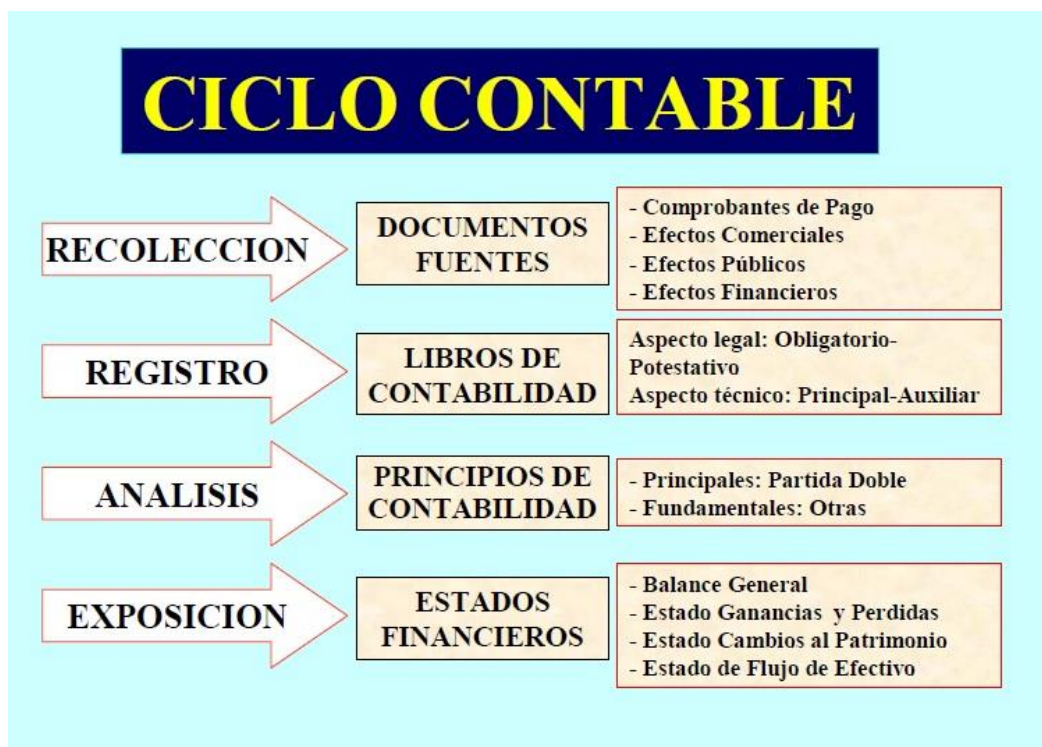 CICLO CONTABLE
RECOLECCION
DOCUMENTOS
FUENTES
- Comprobantes de Pago
- Efectos Comerciales
- Efectos Públicos
- Efectos Financieros
REGISTRO
LIBROS DE
CONTABILIDAD
Aspecto legal: Obligatorio-
Potestativo
Aspecto técnico: Principal-Auxiliar
ANALISIS
PRINCIPIOS DE
CONTABILIDAD
- Principales: Partida Doble
- Fundamentales: Otras
EXPOSICION
ESTADOS
FINANCIEROS
- Balance General
- Estado Ganancias y Perdidas
- Estado Cambios al Patrimonio
- Estado de Flujo de Efectivo